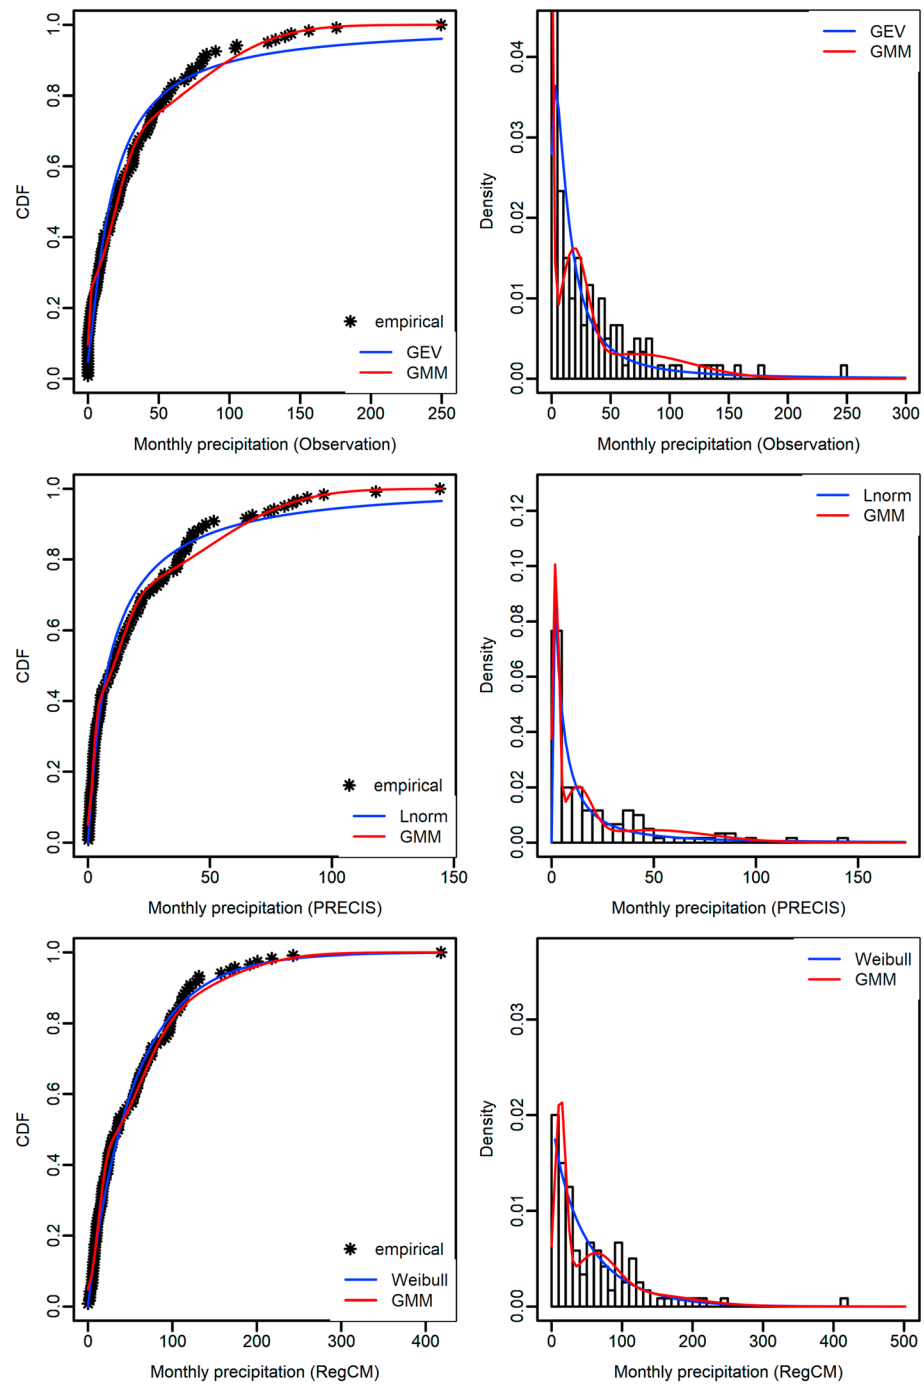 CDF
1.0
0.8
0.6
0.4
0.2
0.0
empirical
GEV
GMM
0 50 100 150 200 250
Monthly precipitation (Observation)
Density
0.04
0.03
0.02
0.01
0.00
GEV
GMM
0 50 100 150 200 250 300
Monthly precipitation (Observation)
CDF
1.0
0.8
0.6
0.4
0.2
0.0
empirical
Lnorm
GMM
0 50 100 150
Monthly precipitation (PRECIS)
Density
0.12
0.10
0.08
0.06
0.04
0.02
0.00
Lnorm
GMM
0 50 100 150
Monthly precipitation (PRECIS)
CDF
1.0
0.8
0.6
0.4
0.2
0.0
empirical
Weibull
GMM
0 100 200 300 400
Monthly precipitation (RegCM)
Density
0.03
0.02
0.01
0.00
Weibull
GMM
0 100 200 300 400 500
Monthly precipitation (RegCM)